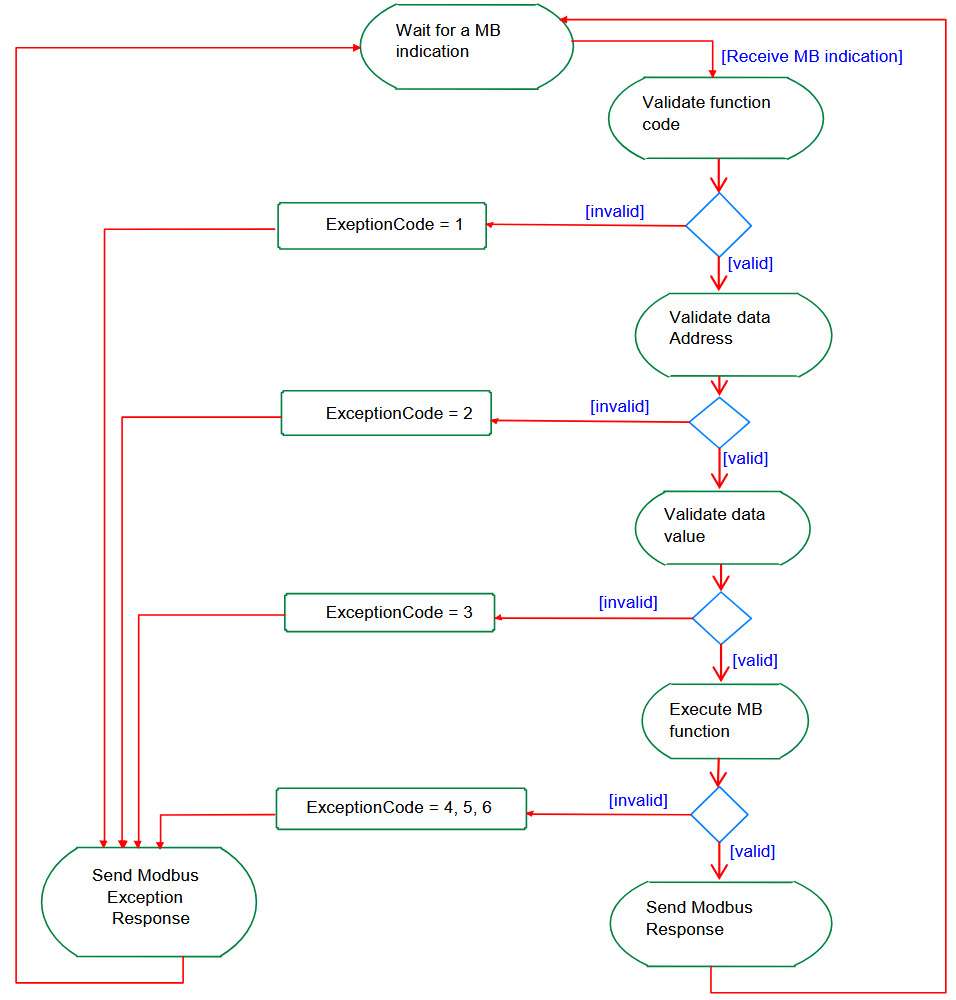 Wait for a MB
indication
[Receive MB indication]
Validate function
code
[invalid]
ExeptionCode = 1
[valid]
Validate data
Address
[invalid]
ExceptionCode = 2
[valid]
Validate data
value
[invalid]
ExceptionCode = 3
[valid]
Execute MB
function
[invalid]
ExceptionCode = 4, 5, 6
[valid]
Send Modbus
Exception
Response
Send Modbus
Response